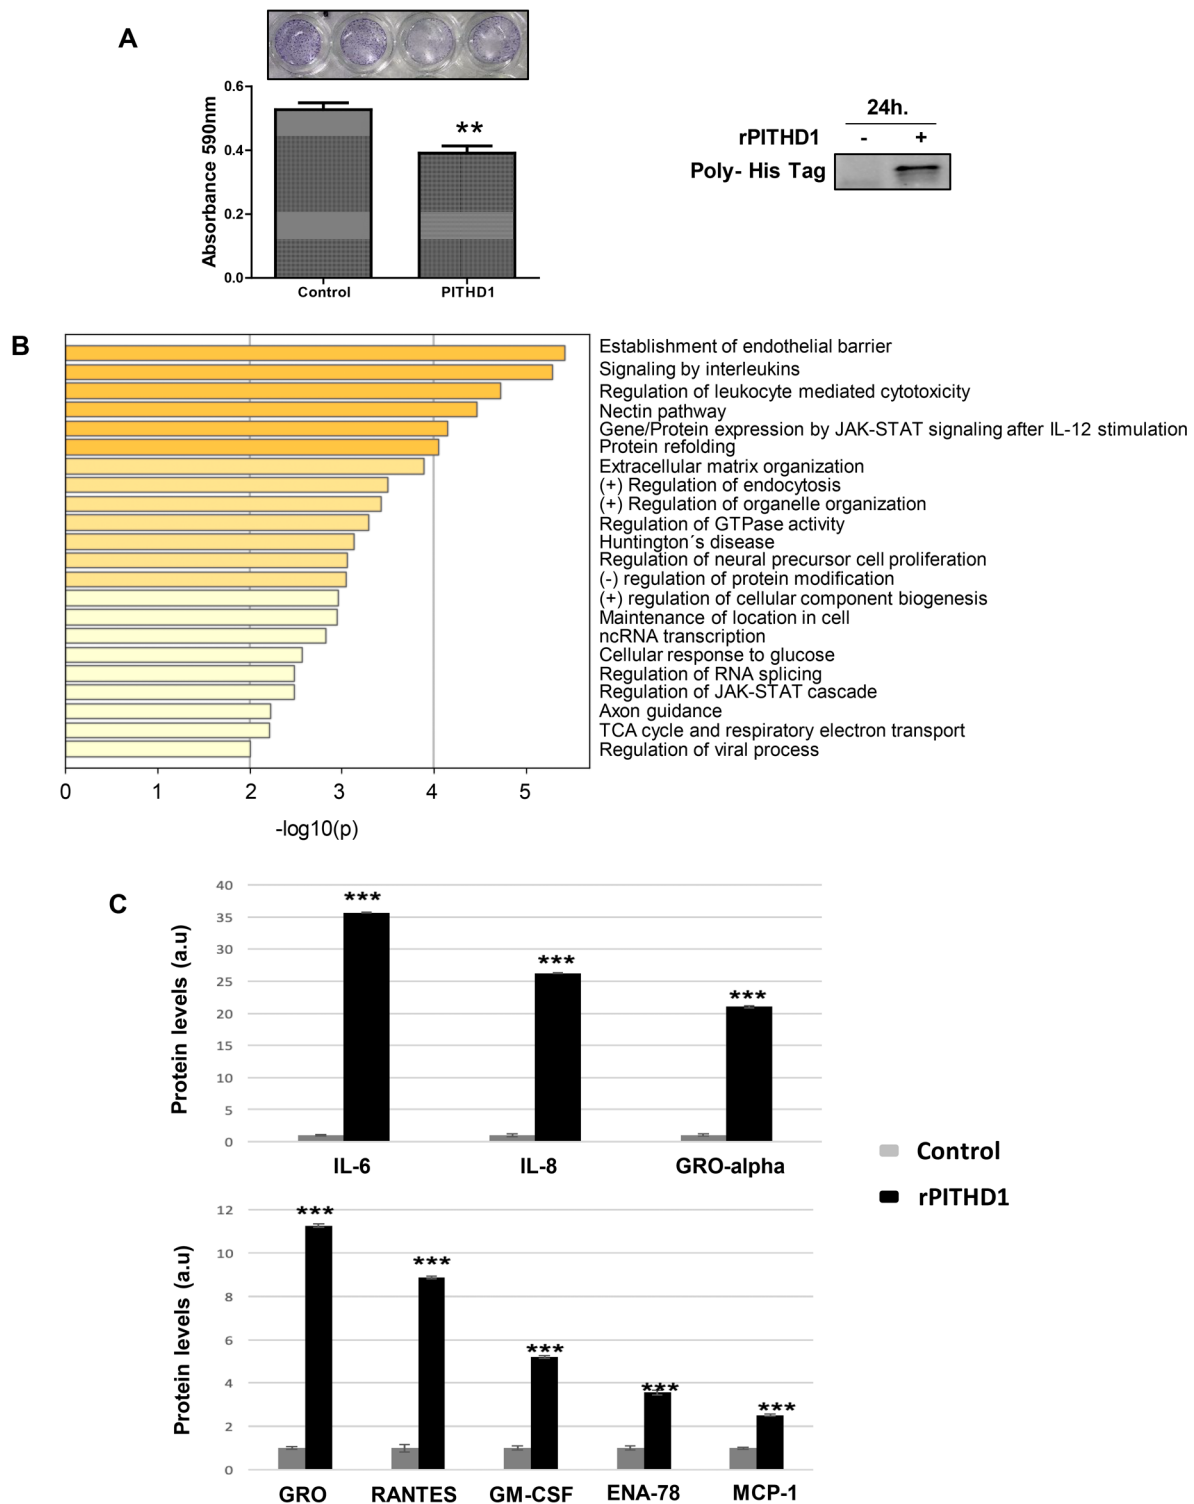 A
0.6
0.4
0.2
0.0
Absorbance 590nm
**
Control
PITHD1
24h.
rPITHD1
-
+
Poly- His Tag
B
Establishment of endothelial barrier
Signaling by interleukins
Regulation of leukocyte mediated cytotoxicity
Nectin pathway
Gene/Protein expression by JAK-STAT signaling after IL-12 stimulation
Protein refolding
Extracellular matrix organization
(+) Regulation of endocytosis
(+) Regulation of organelle organization
Regulation of GTPase activity
Huntington´s disease
Regulation of neural precursor cell proliferation
(-) regulation of protein modification
(+) regulation of cellular component biogenesis
Maintenance of location in cell
ncRNA transcription
Cellular response to glucose
Regulation of RNA splicing
Regulation of JAK-STAT cascade
Axon guidance
TCA cycle and respiratory electron transport
Regulation of viral process
0 1 2 3 4 5
-log10(p)
C
Protein levels (a.u)
40
35
30
25
20
15
10
5
0
***
***
***
IL-6 IL-8 GRO-alpha
Control
rPITHD1
Protein levels (a.u)
12
10
8
6
4
2
0
***
***
***
***
***
GRO RANTES GM-CSF ENA-78 MCP-1